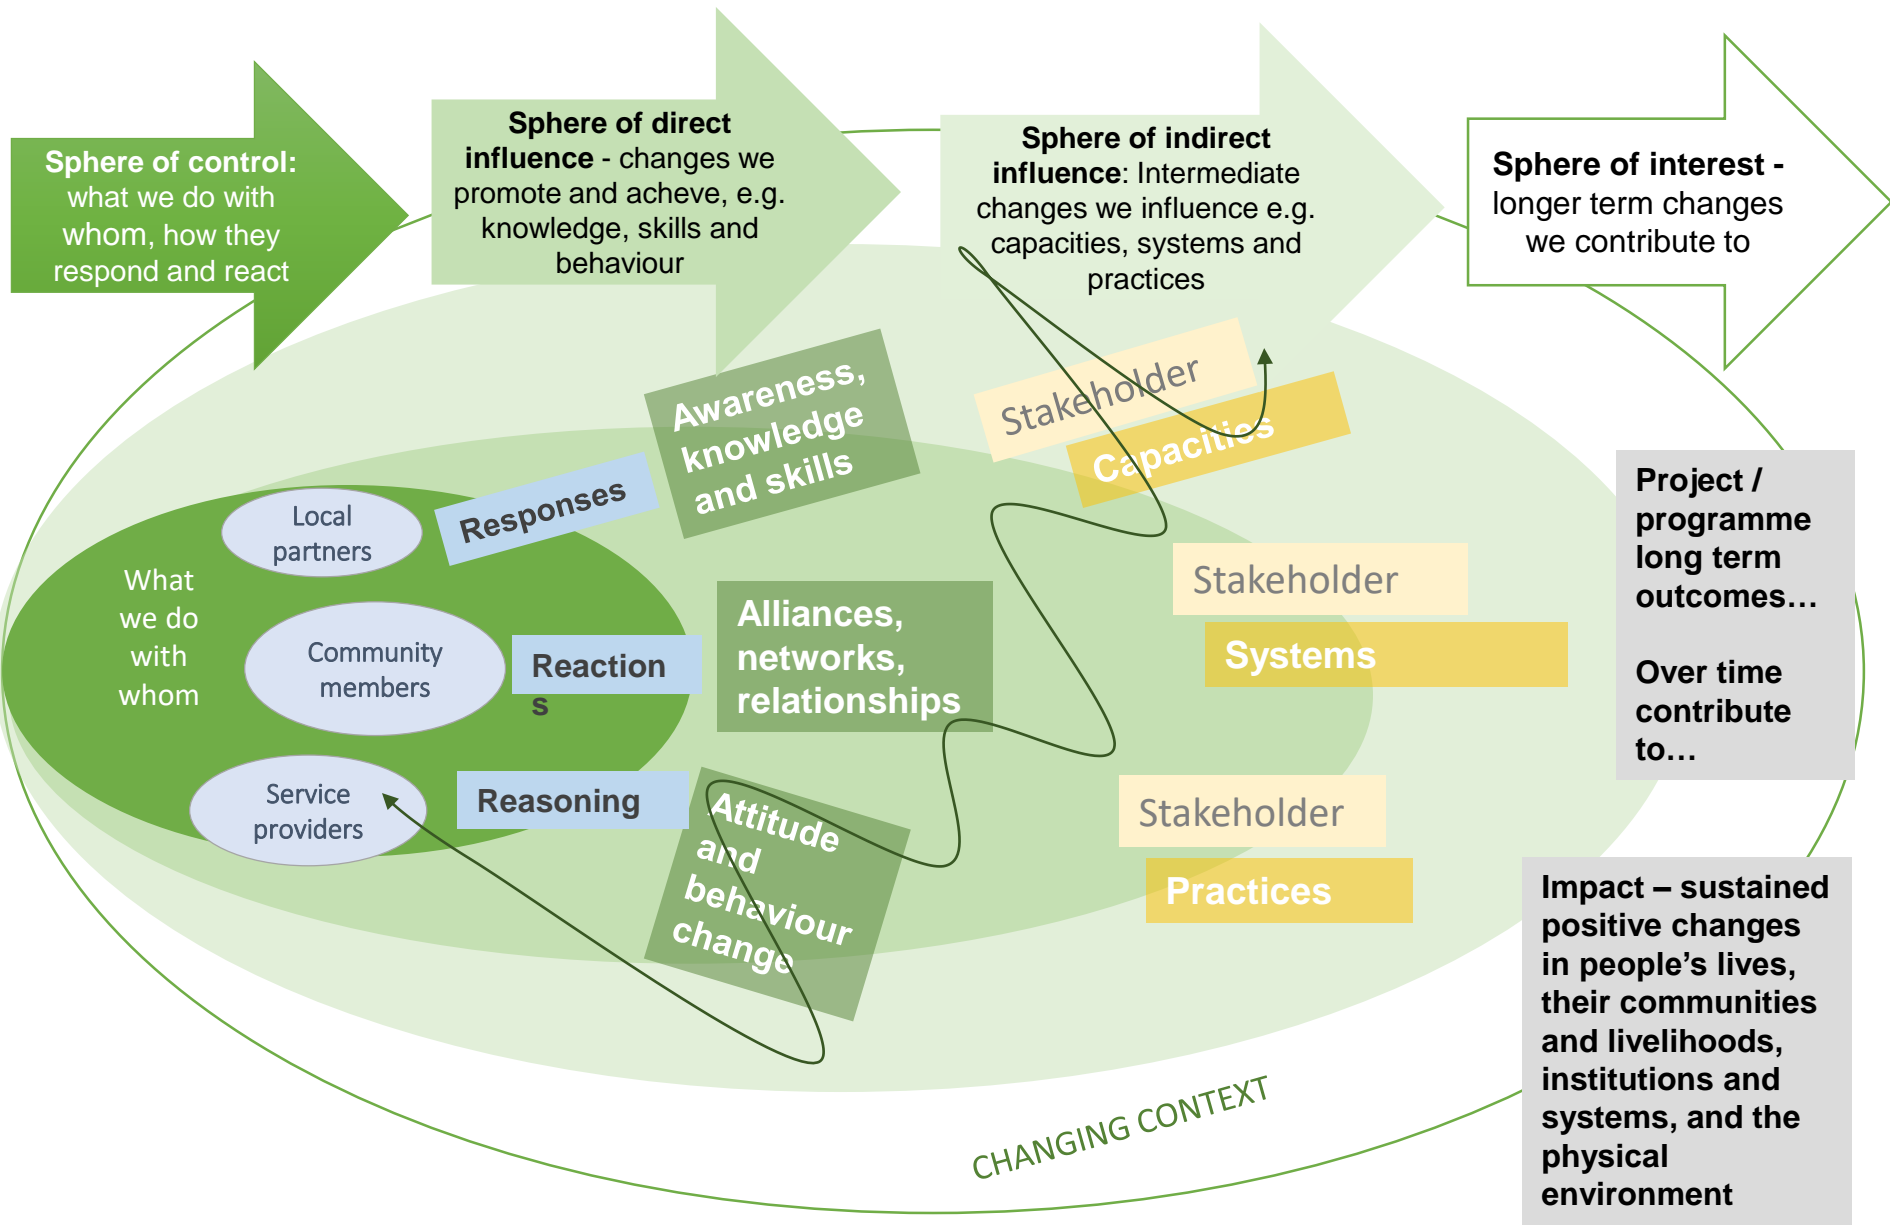 Sphere of control:
what we do with
whom, how they
respond and react
Sphere of direct
influence - changes we
promote and achieve, e.g.
knowledge, skills and
behaviour
Sphere of indirect
influence: Intermediate
changes we influence e.g.
capacities, systems and
practices
Sphere of interest -
longer term changes
we contribute to
What
we do
with
whom
Local
partners
Community
members
Service
providers
Responses
Reaction
s
Reasoning
Awareness,
knowledge
and skills
Alliances,
networks,
relationships
Attitude
and
behaviour
change
Stakeholder
Capacities
Stakeholder
Systems
Stakeholder
Practices
Project /
programme
long term
outcomes…
Over time
contribute
to…
Impact – sustained
positive changes
in people’s lives,
their communities
and livelihoods,
institutions and
systems, and the
physical
environment
CHANGING CONTEXT